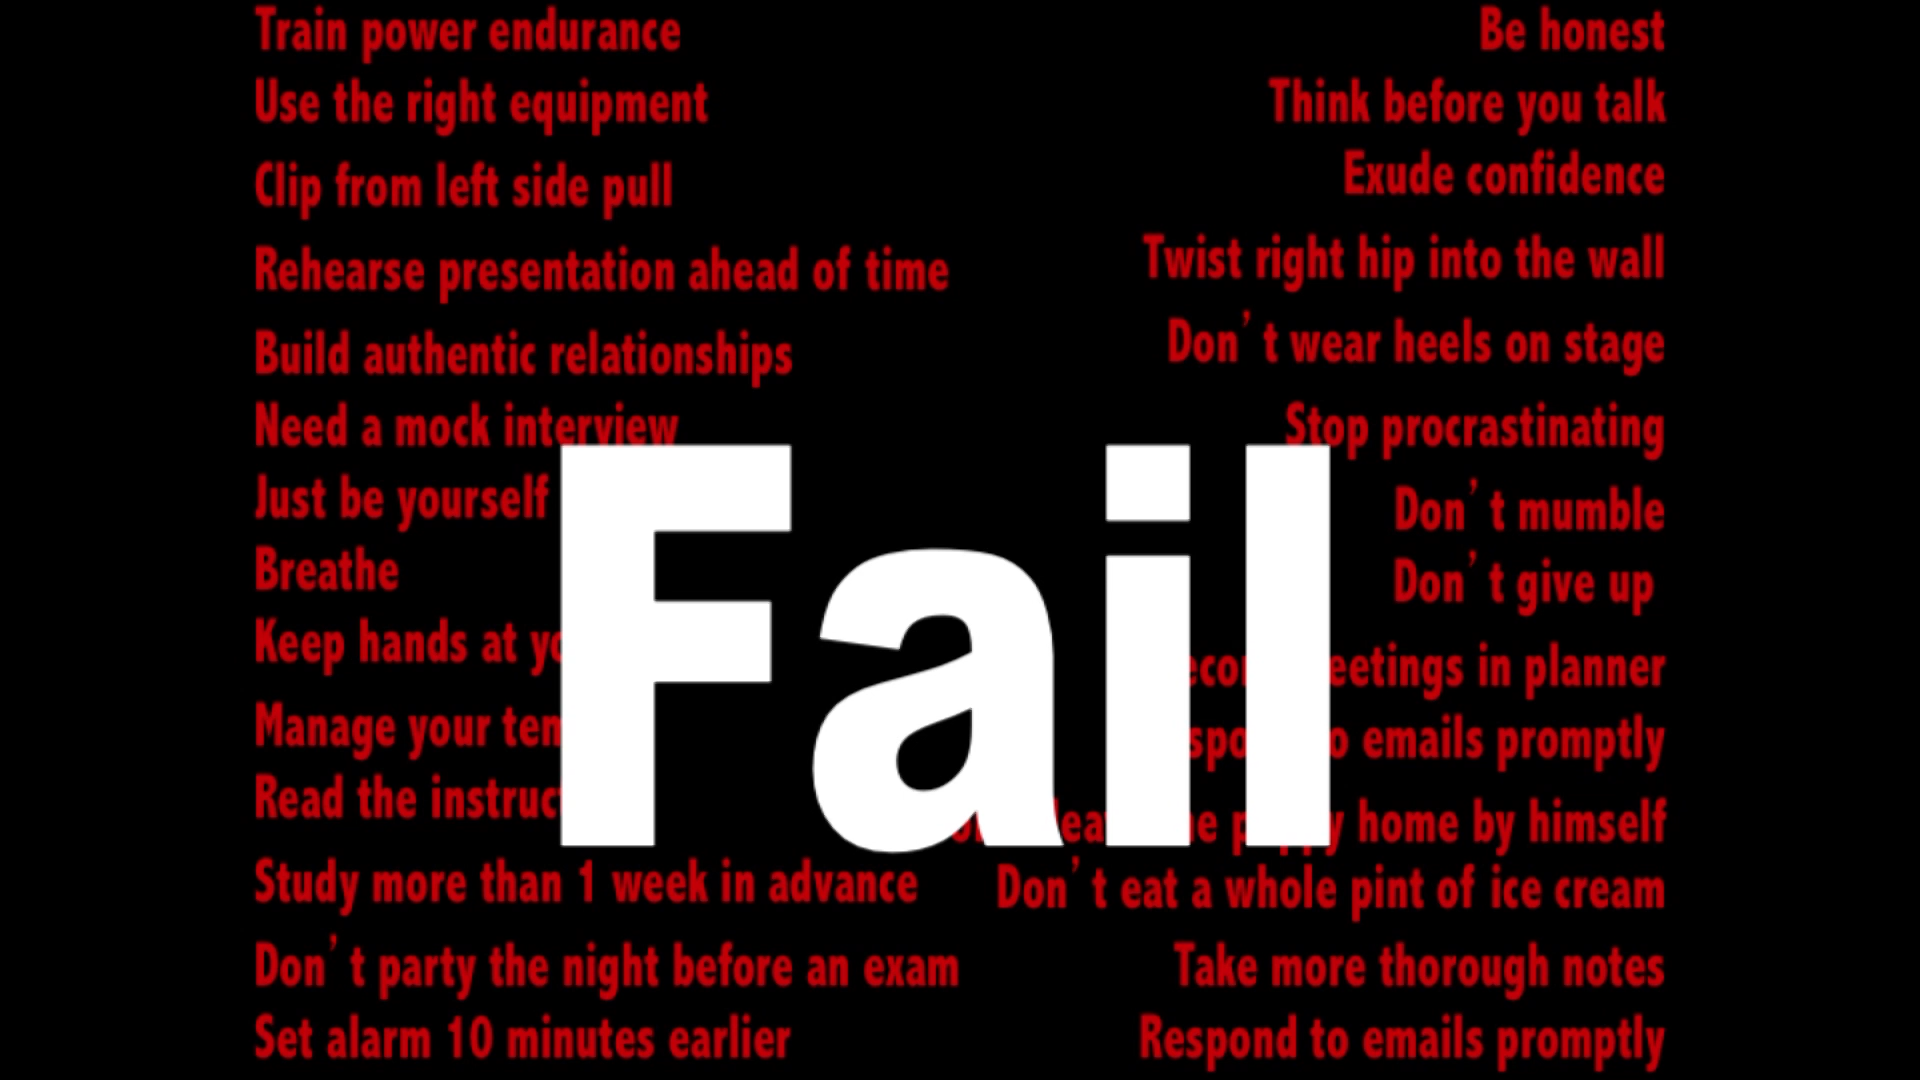 Train power endurance
Use the right equipment
Clip from left side pull
Rehearse presentation ahead of time
Build authentic relationships
Need a mock interview
Just be yourself
Breathe
Keep hands at
Manage your
Read the
Study more than 1 week in advance
Don't party the night before an exam
Set alarm 10 minutes earlier
Be honest
Think before you talk
Exude confidence
Twist right hip into the wall
Don't wear heels on stage
Stop procrastinating
Don't mumble
Don't give up
in planner
emails promptly
home by himself
Don't eat a whole pint of ice cream
Take more thorough notes
Respond to emails promptly
Fail